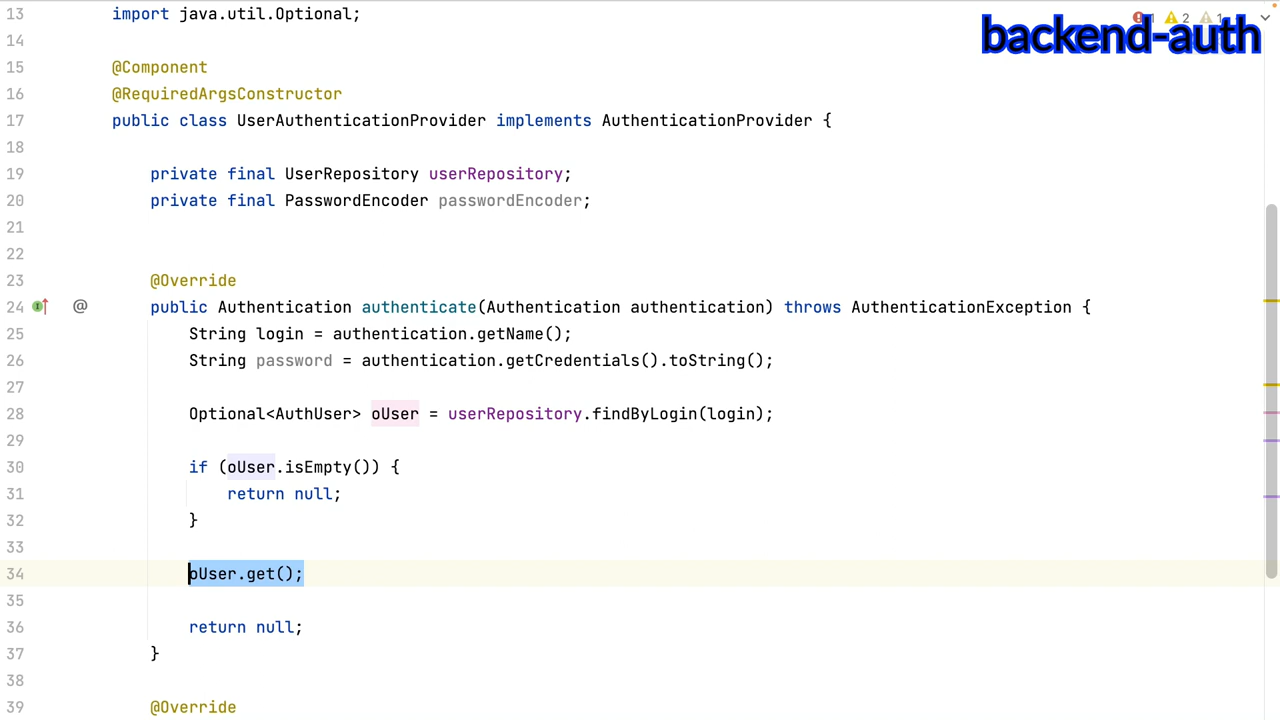 13 import java.util.Optional;
1 2 1
backend-auth
14
15 @Component
16 @RequiredArgsConstructor
17 public class UserAuthenticationProvider implements AuthenticationProvider {
18
19 private final UserRepository userRepository;
20 private final PasswordEncoder passwordEncoder;
21
22
23 @Override
24 @ public Authentication authenticate(Authentication authentication) throws AuthenticationException {
25 String login = authentication.getName();
26 String password = authentication.getCredentials().toString();
27
28 Optional<AuthUser> oUser = userRepository.findByLogin(login);
29
30 if (oUser.isEmpty()) {
31 return null;
32 }
33
34 oUser.get();
35
36 return null;
37 }
38
39 @Override